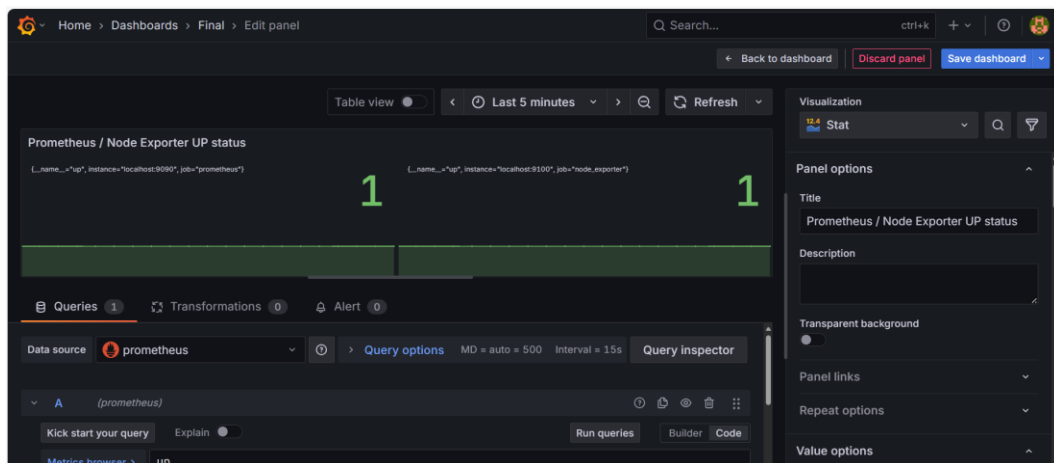 Home › Dashboards › Final › Edit panel
Search... ctrl+k
Back to dashboard Discard panel Save dashboard
Table view Last 5 minutes Refresh
Prometheus / Node Exporter UP status
{__name__="up", instance="localhost:9090", job="prometheus"}
1
{__name__="up", instance="localhost:9100", job="node_exporter"}
1
Queries 1 Transformations 0 Alert 0
Data source prometheus Query options MD = auto = 500 Interval = 15s Query inspector
A (prometheus)
Kick start your query Explain Run queries Builder Code
Metrics browser > up
Visualization
12.4 Stat
Panel options
Title
Prometheus / Node Exporter UP status
Description
Transparent background
Panel links
Repeat options
Value options